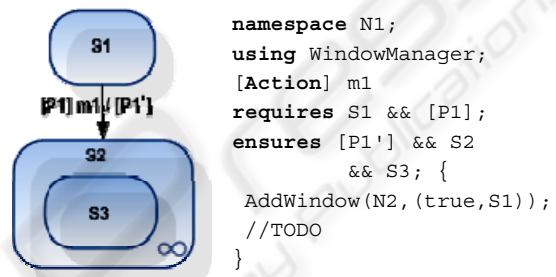 S1
[P1] m1 / [P1']
S2
S3
namespace N1;
using WindowManager;
[Action] m1
requires S1 && [P1];
ensures [P1'] && S2
&& S3; {
AddWindow(N2,(true,S1));
//TODO
}